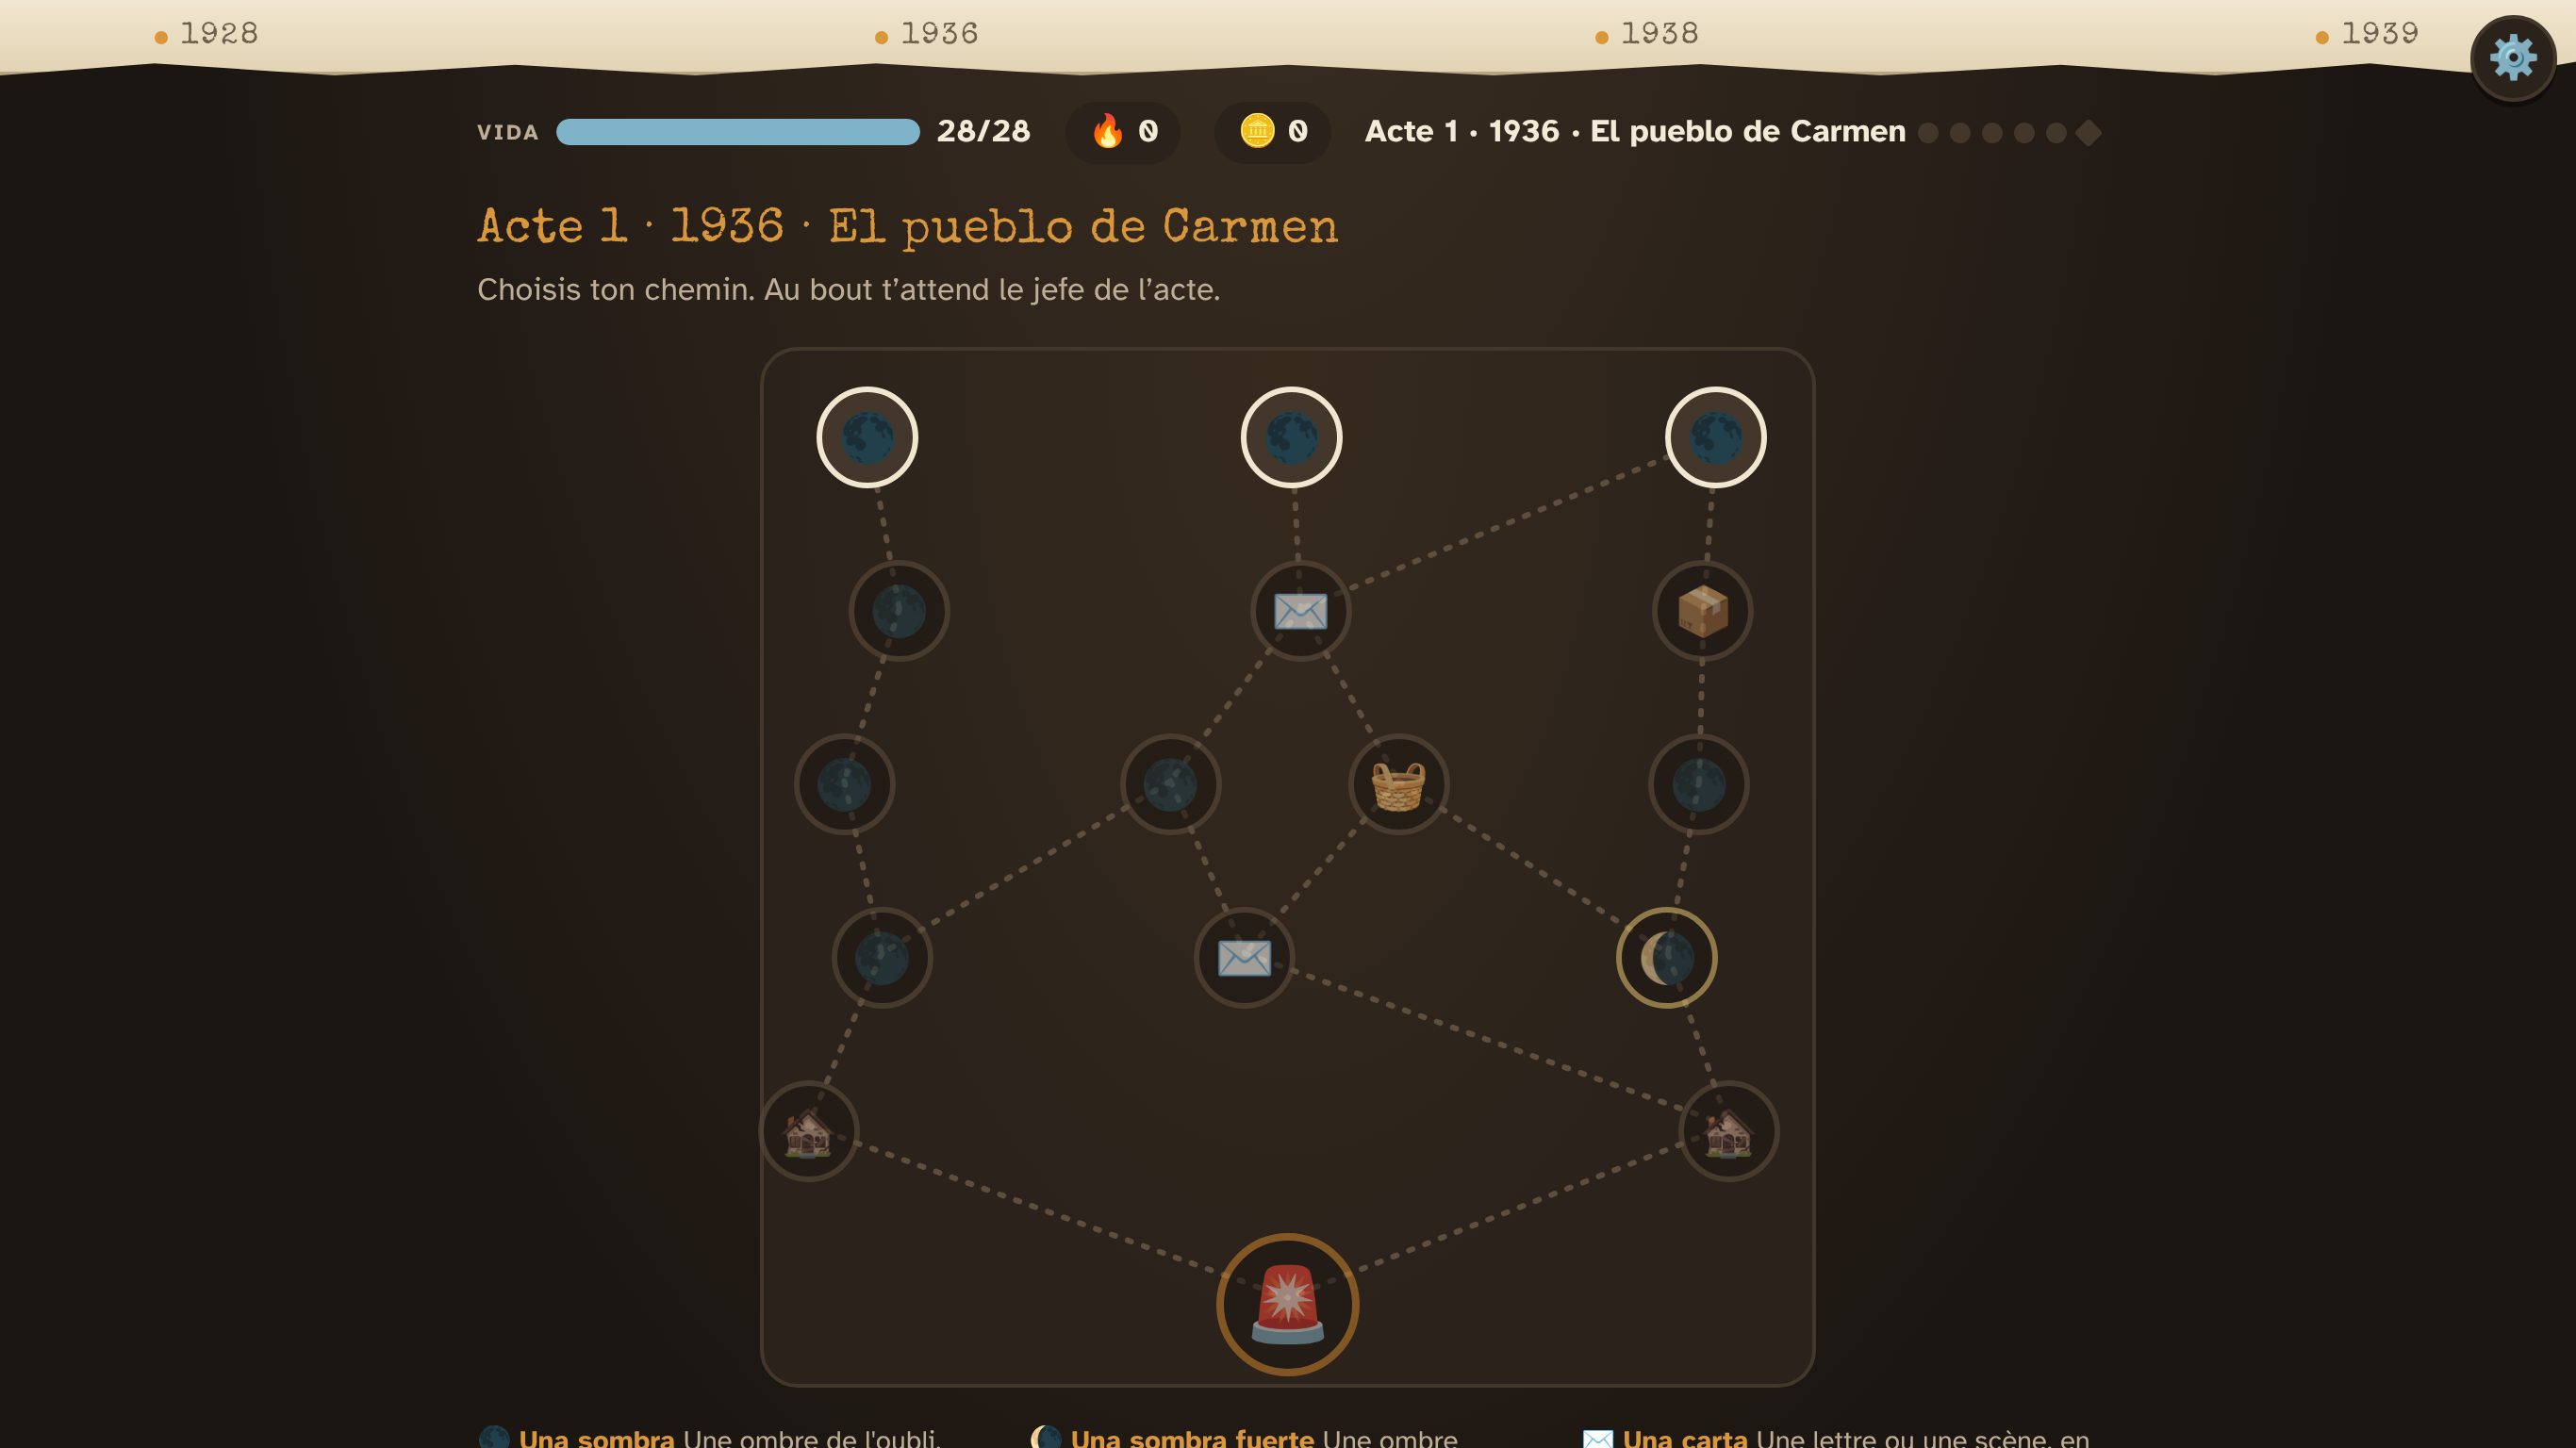 1928 1936 1938 1939
VIDA 28/28 0 0 Acte 1 · 1936 · El pueblo de Carmen
Acte 1 · 1936 · El pueblo de Carmen
Choisis ton chemin. Au bout t’attend le jefe de l’acte.
Una sombra Une ombre de l'oubli. Una sombra fuerte Une ombre Una carta Une lettre ou une scène, en